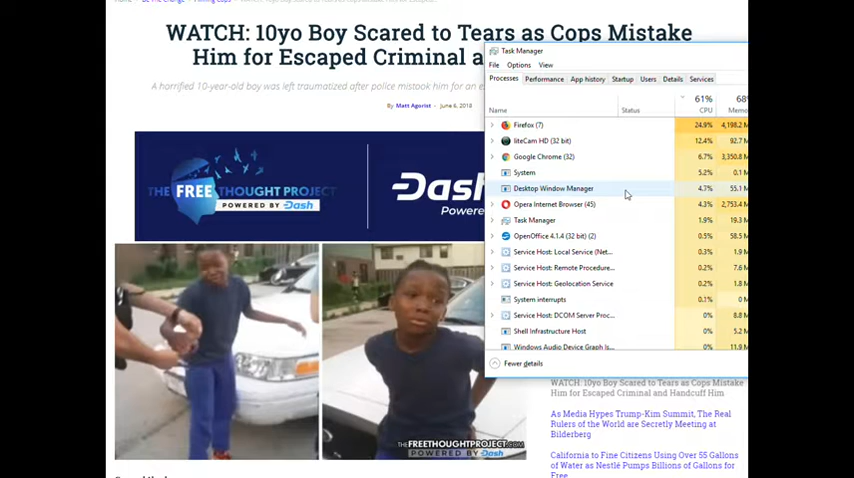 WATCH: 10yo Boy Scared to Tears as Cops Mistake
Him for Escaped Criminal a
A horrified 10-year-old boy was left traumatized after police mistook him for an es
By Matt Agorist - June 6, 2018
THE FREE THOUGHT PROJECT
POWERED BY Dash
Dash
Powere
THEFREETHOUGHTPROJECT.COM
POWERED BY Dash
Task Manager
File Options View
Processes Performance App history Startup Users Details Services
61% 68%
Name Status CPU Memo
Firefox (7) 24.9% 4,198.2 M
liteCam HD (32 bit) 12.4% 92.7 M
Google Chrome (32) 6.7% 3,350.8 M
System 5.2% 0.1 M
Desktop Window Manager 4.7% 55.1 M
Opera Internet Browser (45) 4.3% 2,753.4 M
Task Manager 1.9% 19.3 M
OpenOffice 4.1.4 (32 bit) (2) 0.5% 58.5 M
Service Host: Local Service (Net... 0.3% 1.9 M
Service Host: Remote Procedure... 0.2% 7.6 M
Service Host: Geolocation Service 0.2% 1.8 M
System interrupts 0.1% 0 M
Service Host: DCOM Server Proc... 0% 8.8 M
Shell Infrastructure Host 0% 5.2 M
Windows Audio Device Graph Is... 0% 11.9 M
Fewer details
WATCH: 10yo Boy Scared to Tears as Cops Mistake
Him for Escaped Criminal and Handcuff Him
As Media Hypes Trump-Kim Summit, The Real
Rulers of the World are Secretly Meeting at
Bilderberg
California to Fine Citizens Using Over 55 Gallons
of Water as Nestlé Pumps Billions of Gallons for
Free